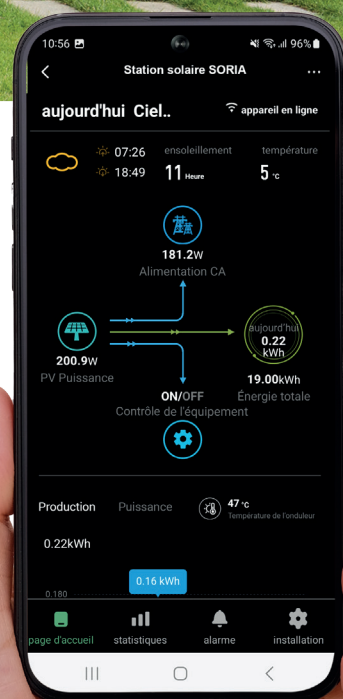 10:56 96%
Station solaire SORIA
aujourd'hui Ciel.. appareil en ligne
07:26 ensoleillement température
18:49 11 Heure 5 °C
181.2W
Alimentation CA
aujourd'hui
0.22
kWh
200.9W 19.00kWh
PV Puissance Énergie totale
ON/OFF
Contrôle de l'équipement
Production Puissance 47 °C
Température de l'onduleur
0.22kWh
0.16 kWh
0.180
page d'accueil statistiques alarme installation